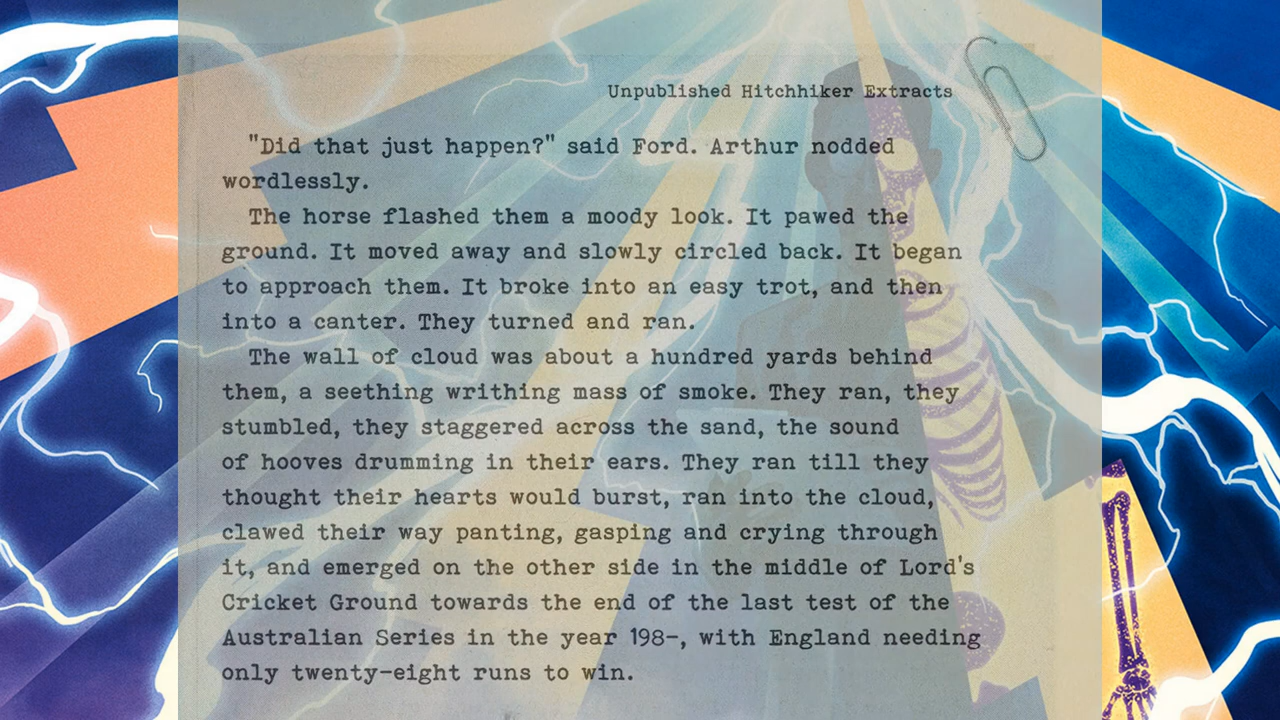 Unpublished Hitchhiker Extracts
"Did that just happen?" said Ford. Arthur nodded
wordlessly.
The horse flashed them a moody look. It pawed the
ground. It moved away and slowly circled back. It began
to approach them. It broke into an easy trot, and then
into a canter. They turned and ran.
The wall of cloud was about a hundred yards behind
them, a seething writhing mass of smoke. They ran, they
stumbled, they staggered across the sand, the sound
of hooves drumming in their ears. They ran till they
thought their hearts would burst, ran into the cloud,
clawed their way panting, gasping and crying through
it, and emerged on the other side in the middle of Lord's
Cricket Ground towards the end of the last test of the
Australian Series in the year 198-, with England needing
only twenty-eight runs to win.